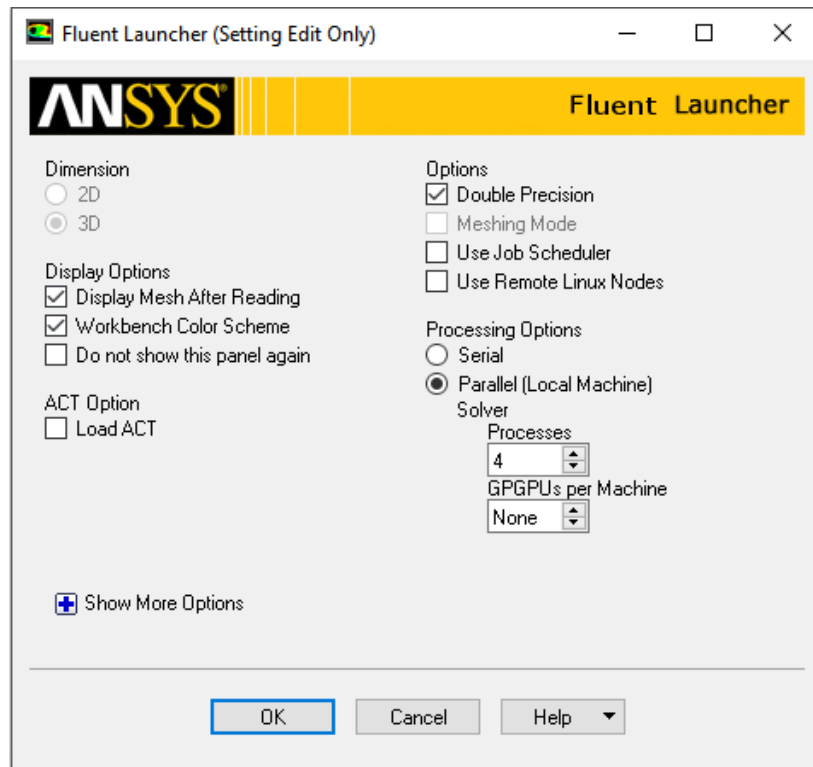 Fluent Launcher (Setting Edit Only)
ANSYS®
Fluent Launcher
Dimension
2D
3D
Display Options
Display Mesh After Reading
Workbench Color Scheme
Do not show this panel again
ACT Option
Load ACT
Options
Double Precision
Meshing Mode
Use Job Scheduler
Use Remote Linux Nodes
Processing Options
Serial
Parallel (Local Machine)
Solver
Processes
4
GPGPUs per Machine
None
Show More Options
OK
Cancel
Help